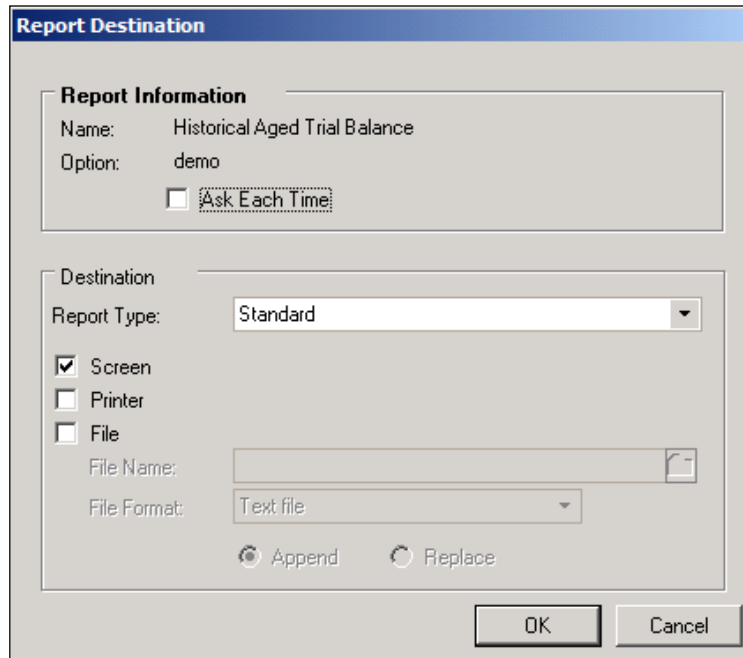 Report Destination
Report Information
Name: Historical Aged Trial Balance
Option: demo
Ask Each Time
Destination
Report Type: Standard
Screen
Printer
File
File Name:
File Format: Text file
Append Replace
OK Cancel